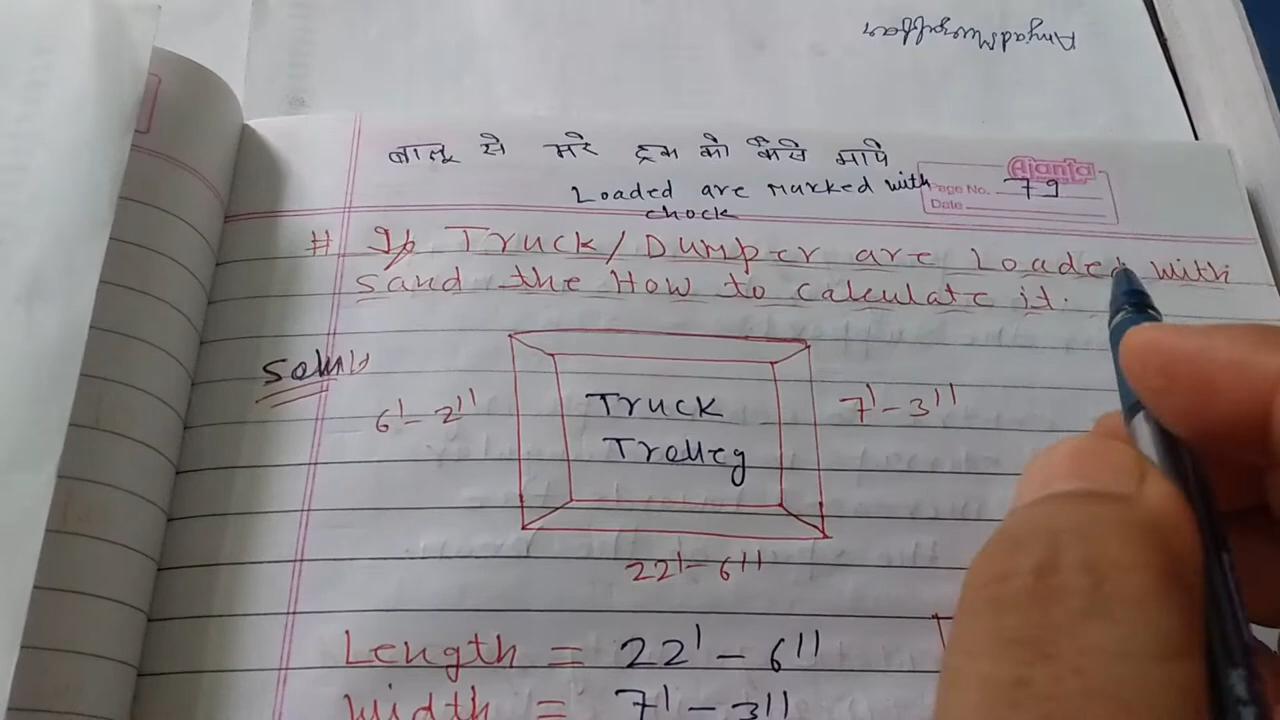 बालू से भरे ट्रक को कैसे मापे
Loaded are Marked with
chock
Ajanta
Page No. 79
Date
# If Truck/Dumper are Loaded with
Sand the How to calculate it.
Soln
6'-2"
Truck
Trolley
7'-3"
22'-6"
Length = 22'-6"
Width = 7'-3"